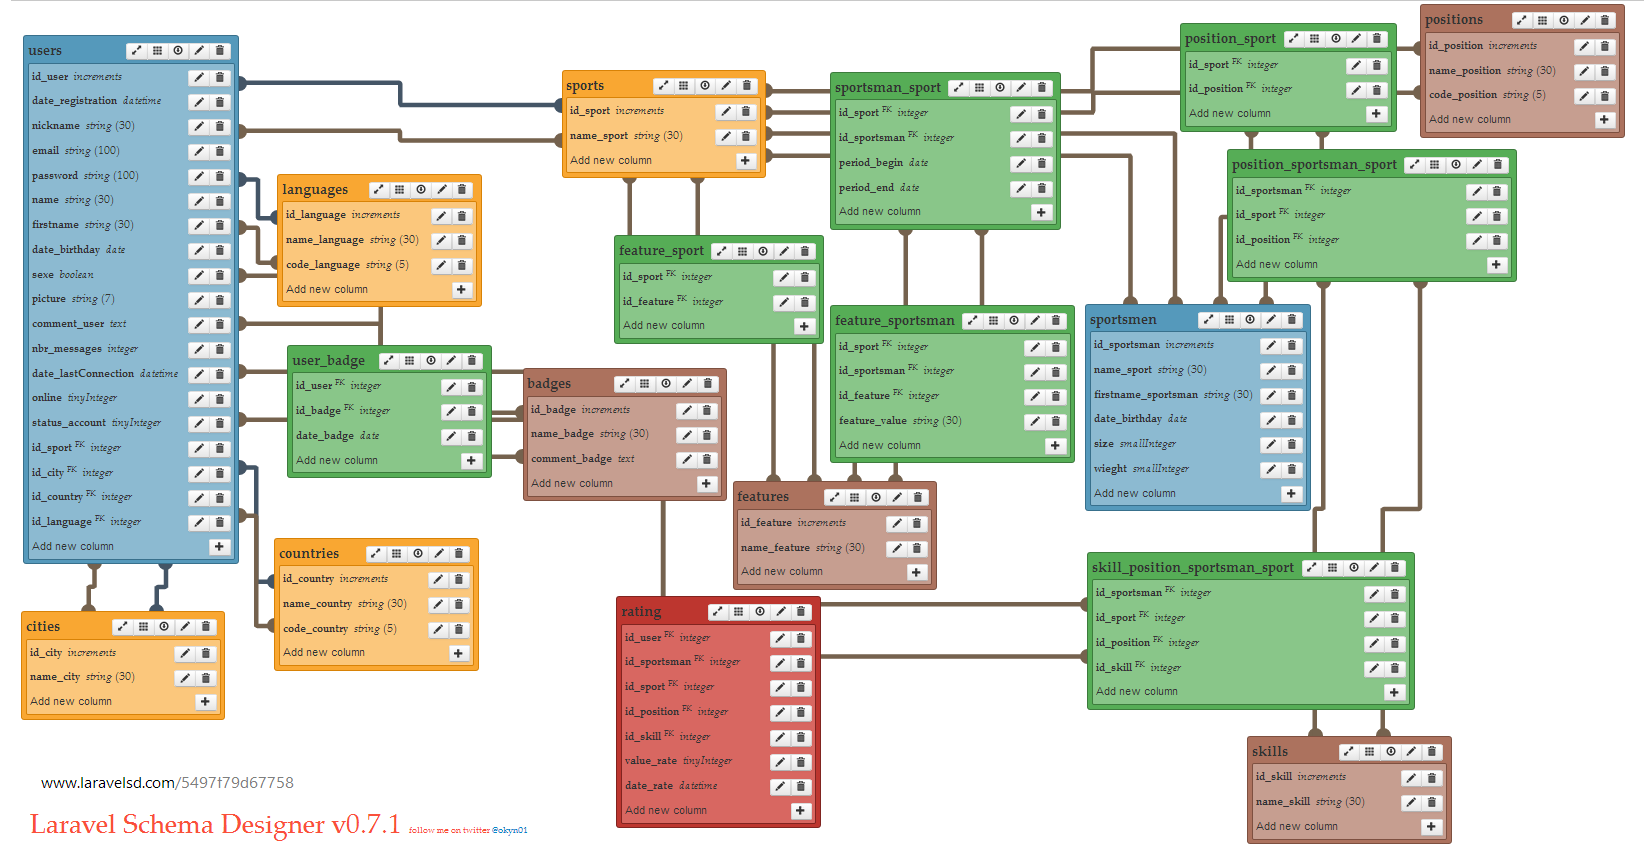 users
id_user increments
date_registration datetime
nickname string (30)
email string (100)
password string (100)
name string (30)
firstname string (30)
date_birthday date
sexe boolean
picture string (7)
comment_user text
nbr_messages integer
date_lastConnection datetime
online tinyInteger
status_account tinyInteger
id_sport FK integer
id_city FK integer
id_country FK integer
id_language FK integer
Add new column
languages
id_language increments
name_language string (30)
code_language string (5)
Add new column
user_badge
id_user FK integer
id_badge FK integer
date_badge date
Add new column
badges
id_badge increments
name_badge string (30)
comment_badge text
Add new column
countries
id_country increments
name_country string (30)
code_country string (5)
Add new column
cities
id_city increments
name_city string (30)
Add new column
sports
id_sport increments
name_sport string (30)
Add new column
feature_sport
id_sport FK integer
id_feature FK integer
Add new column
sportsman_sport
id_sport FK integer
id_sportsman FK integer
period_begin date
period_end date
Add new column
feature_sportsman
id_sport FK integer
id_sportsman FK integer
id_feature FK integer
feature_value string (30)
Add new column
features
id_feature increments
name_feature string (30)
Add new column
rating
id_user FK integer
id_sportsman FK integer
id_sport FK integer
id_position FK integer
id_skill FK integer
value_rate tinyInteger
date_rate datetime
Add new column
position_sport
id_sport FK integer
id_position FK integer
Add new column
positions
id_position increments
name_position string (30)
code_position string (5)
Add new column
position_sportsman_sport
id_sportsman FK integer
id_sport FK integer
id_position FK integer
Add new column
sportsmen
id_sportsman increments
name_sport string (30)
firstname_sportsman string (30)
date_birthday date
size smallInteger
wieght smallInteger
Add new column
skill_position_sportsman_sport
id_sportsman FK integer
id_sport FK integer
id_position FK integer
id_skill FK integer
Add new column
skills
id_skill increments
name_skill string (30)
Add new column
www.laravelsd.com/5497f79d67758
Laravel Schema Designer v0.7.1 follow me on twitter @okyn01